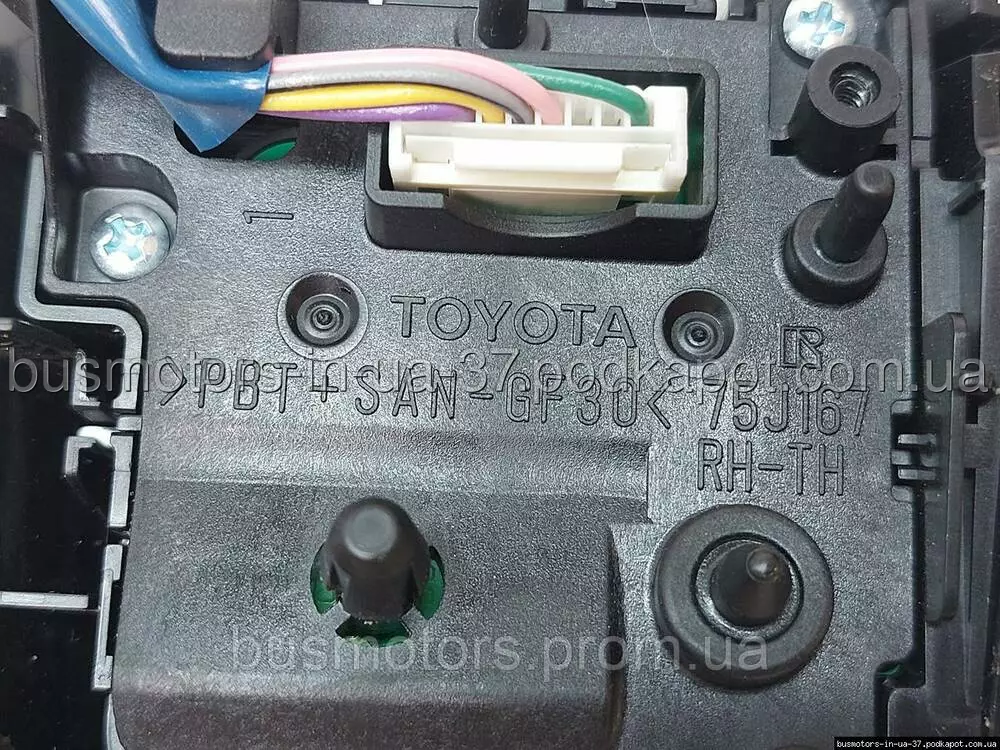 1
TOYOTA
R
busmotors-in-ua-37.podkapot.com.ua
>PBT+SAN-GF30< 75J167
RH-TH
busmotors.prom.ua
busmotors-in-ua-37.podkapot.com.ua